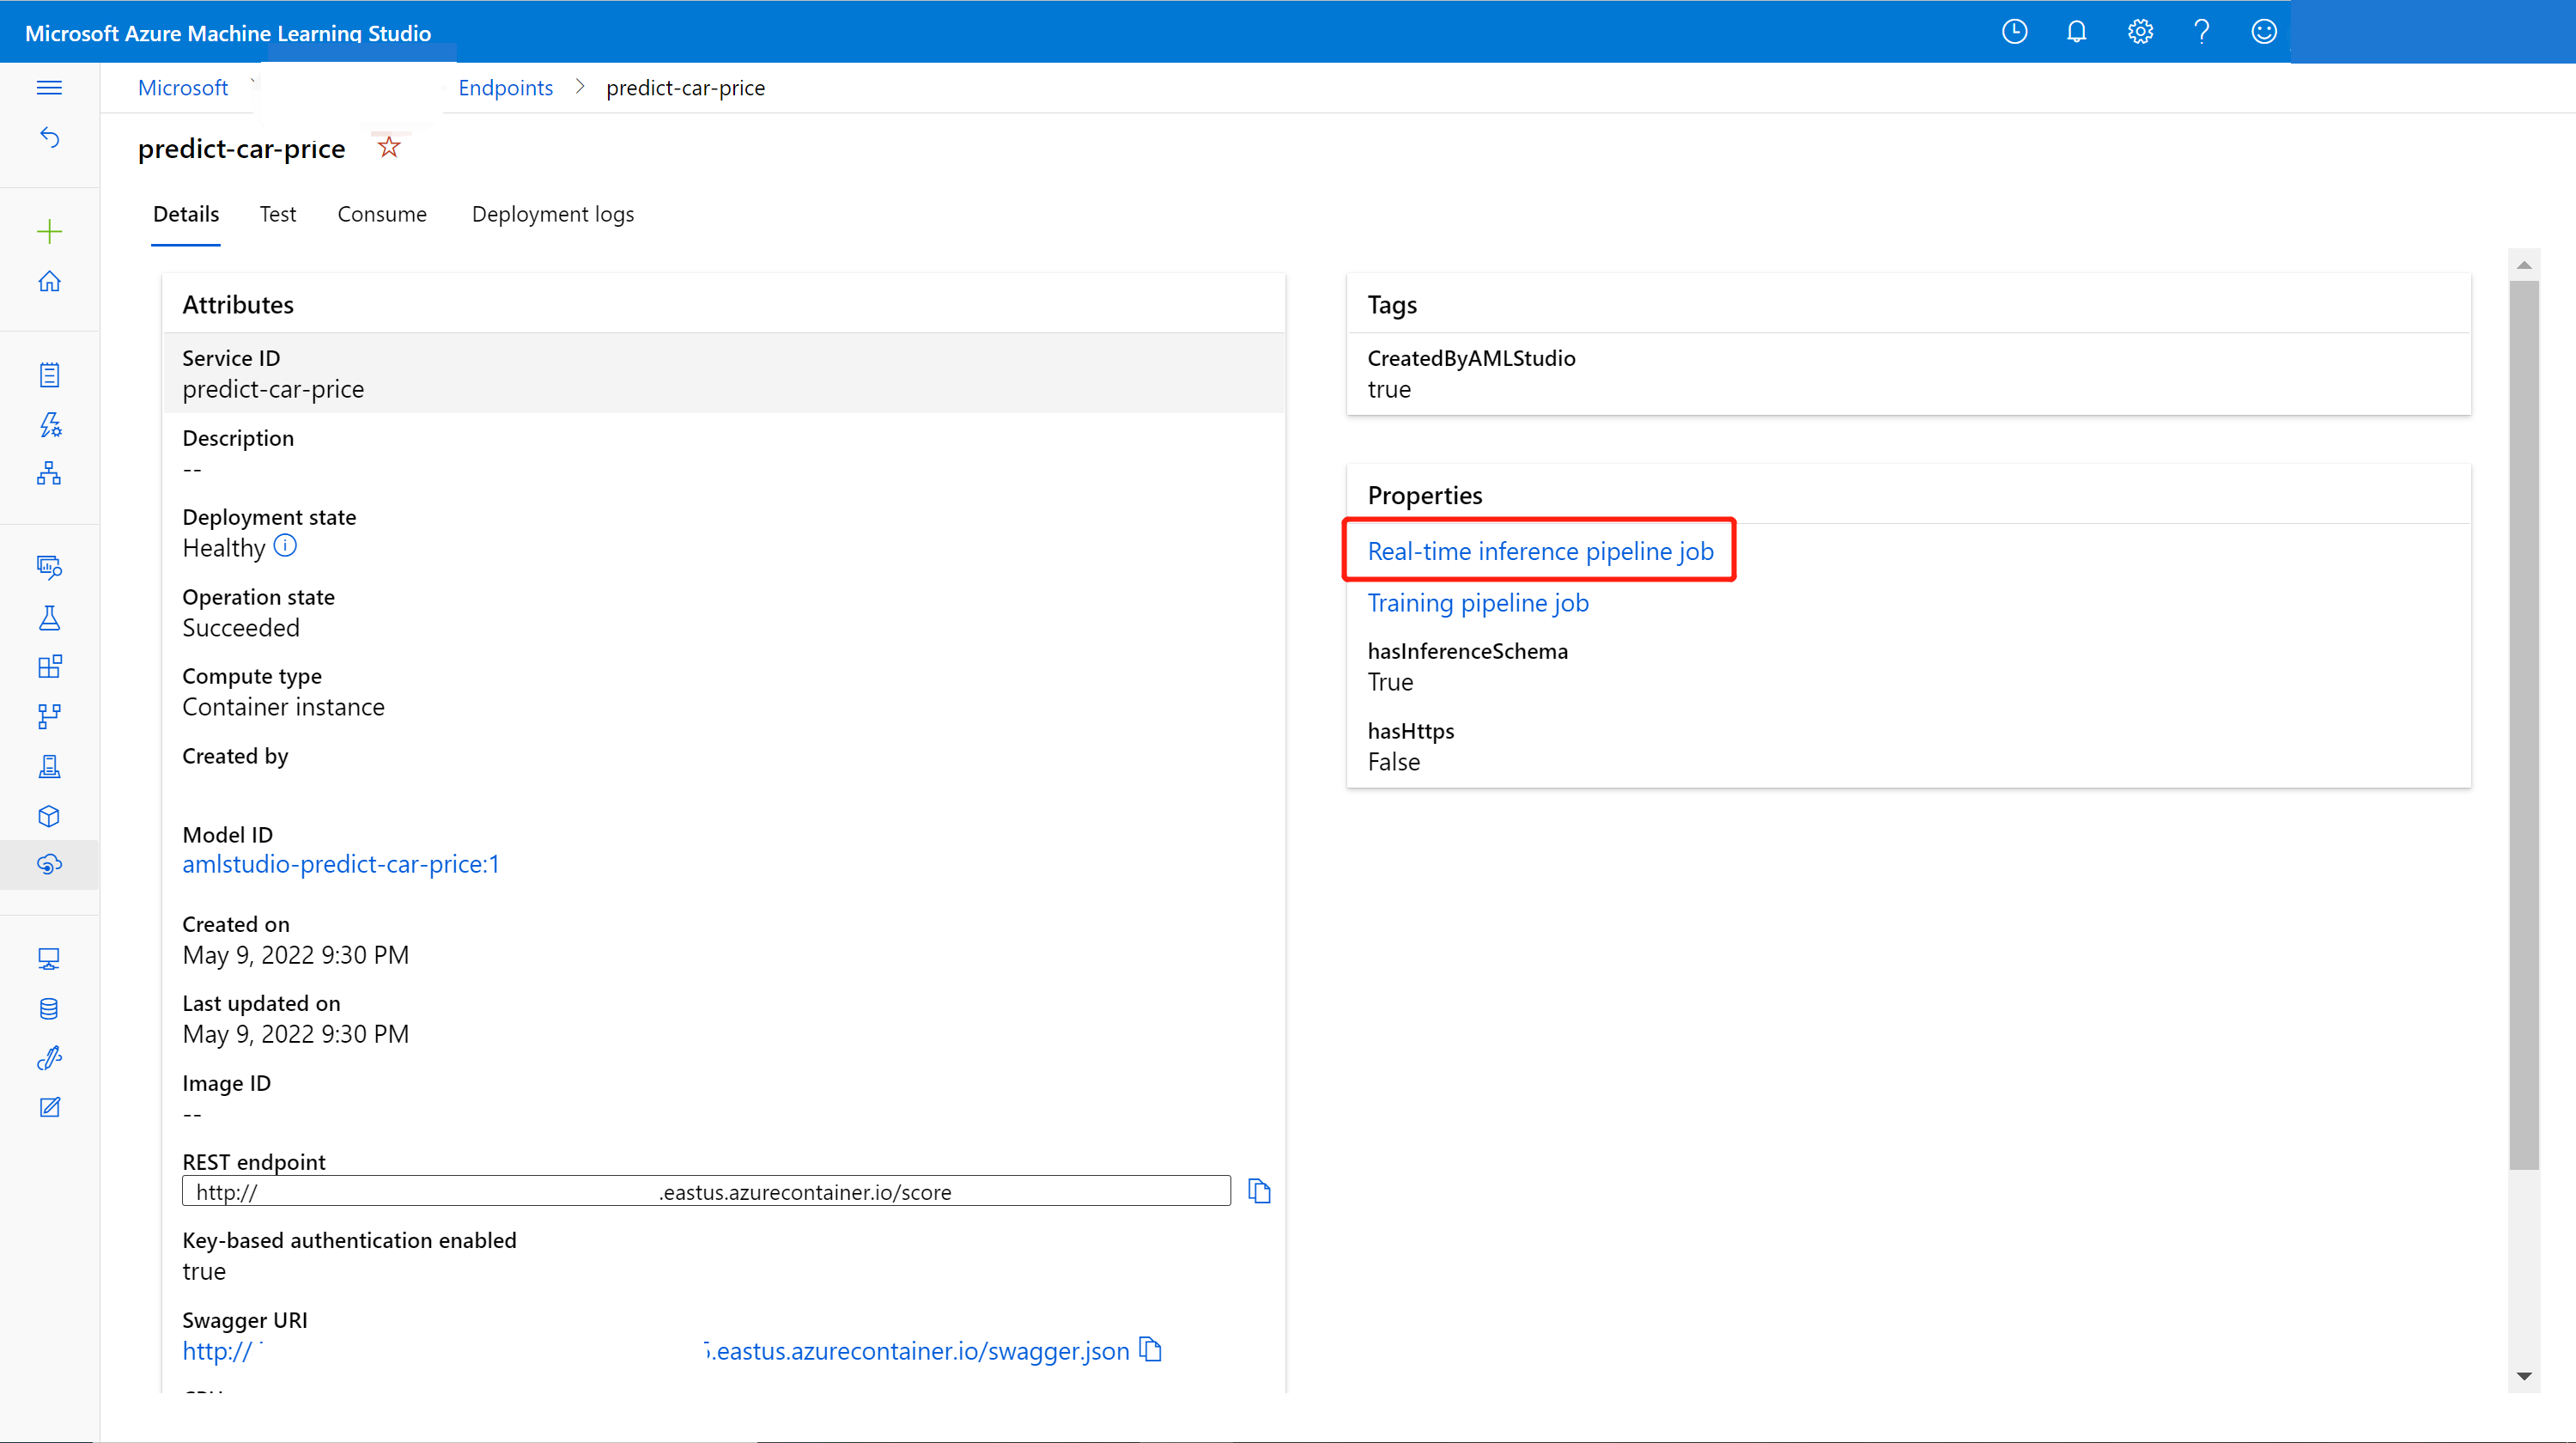 Microsoft Azure Machine Learning Studio
Microsoft
Endpoints > predict-car-price
predict-car-price
Details Test Consume Deployment logs
Attributes
Service ID
predict-car-price
Description
--
Deployment state
Healthy
Operation state
Succeeded
Compute type
Container instance
Created by
Model ID
amlstudio-predict-car-price:1
Created on
May 9, 2022 9:30 PM
Last updated on
May 9, 2022 9:30 PM
Image ID
--
REST endpoint
http:// .eastus.azurecontainer.io/score
Key-based authentication enabled
true
Swagger URI
http:// .eastus.azurecontainer.io/swagger.json
Tags
CreatedByAMLStudio
true
Properties
Real-time inference pipeline job
Training pipeline job
hasInferenceSchema
True
hasHttps
False